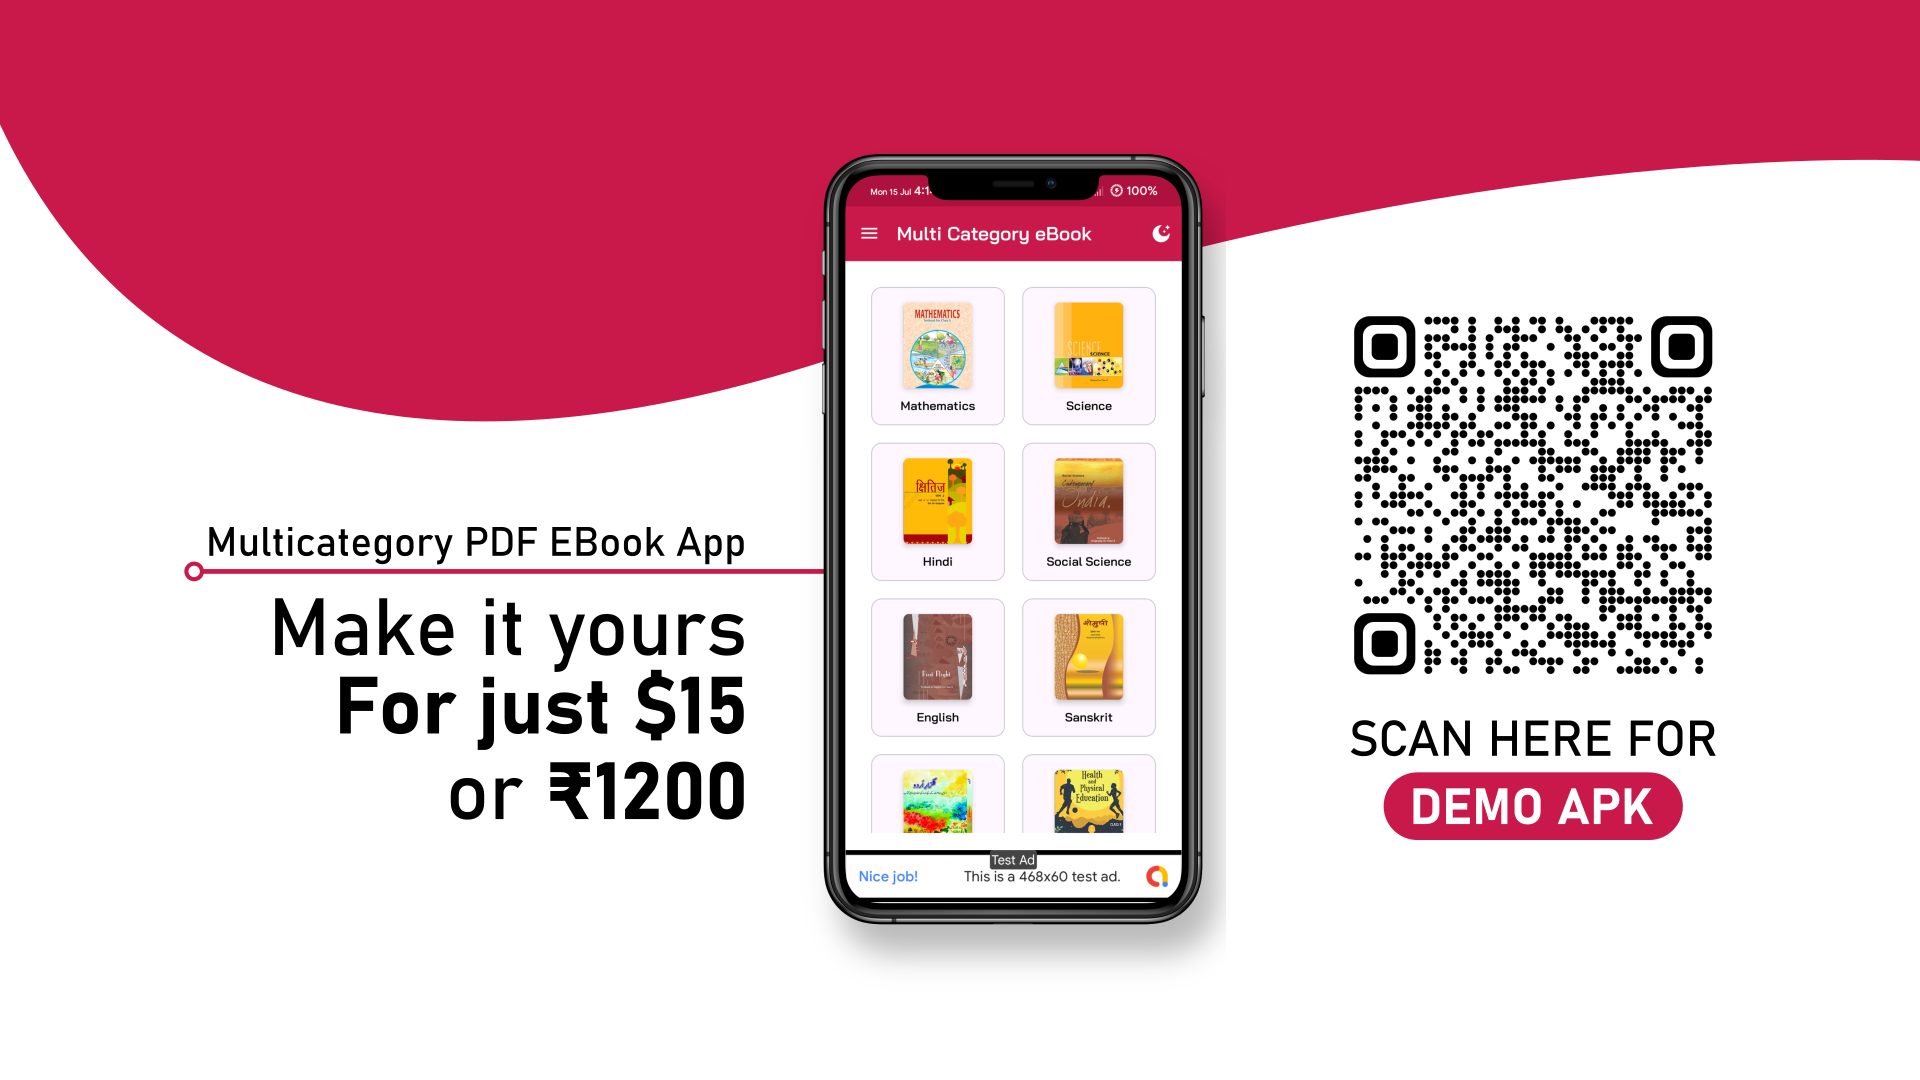 Multicategory PDF EBook App
Make it yours
For just $15
or ₹1200
Mon 15 Jul 4:1
100%
Multi Category eBook
MATHEMATICS
Mathematics
SCIENCE
SCIENCE
Science
क्षितिज
Hindi
India
Social Science
First Flight
English
Sanskrit
Health
and
Physical
Education
Test Ad
Nice job!
This is a 468x60 test ad.
SCAN HERE FOR
DEMO APK